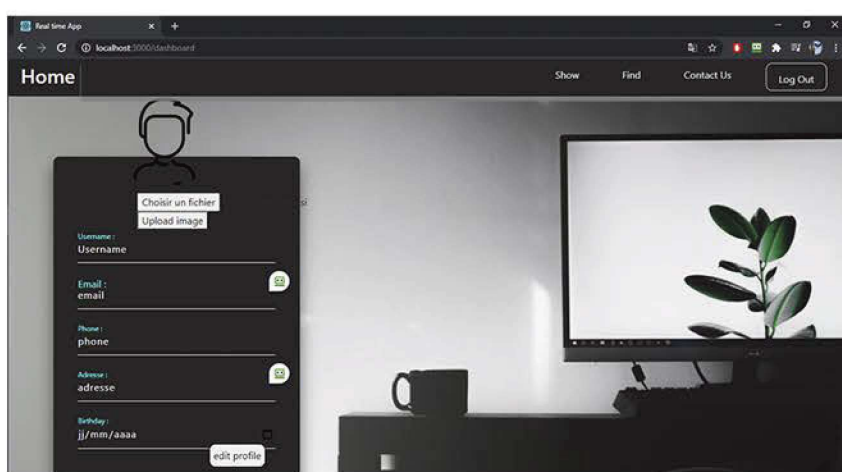 Real time App
localhost:3000/dashboard
Home
Show
Find
Contact Us
Log Out
Choisir un fichier
si
Upload image
Username :
Username
Email :
email
Phone :
phone
Adresse :
adresse
Birthday :
jj/mm/aaaa
edit profile